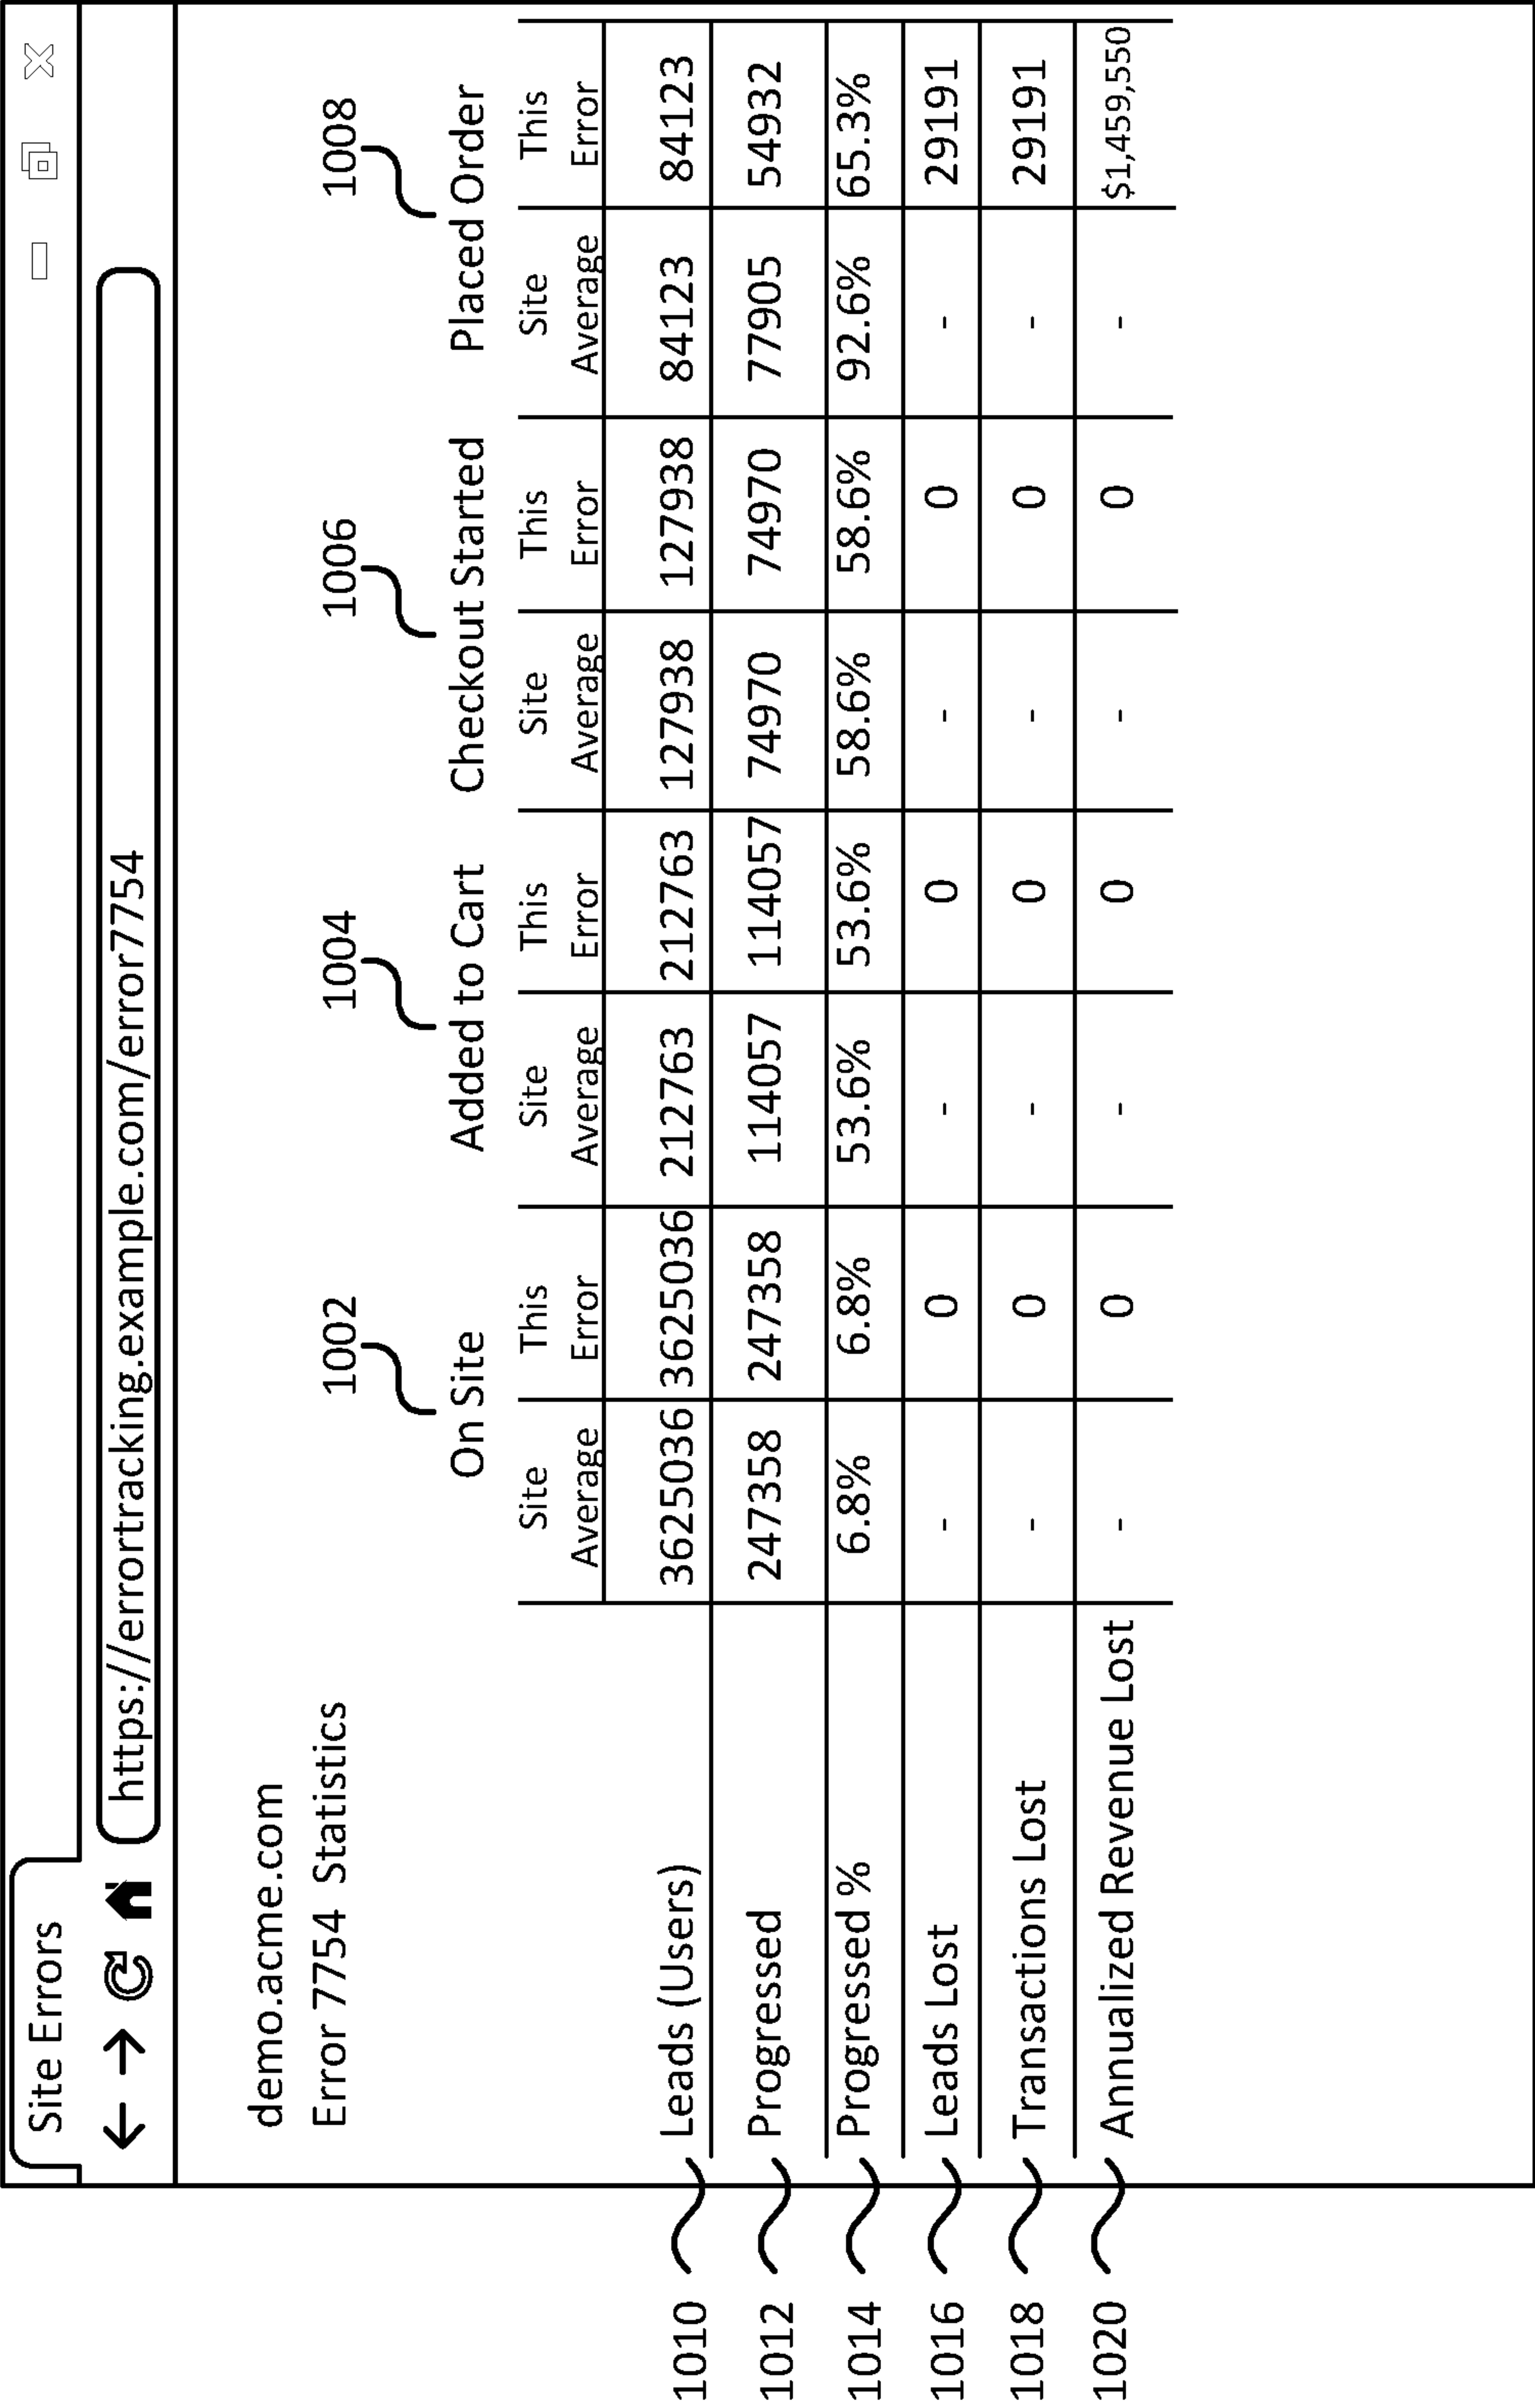 Site Errors
https://errortracking.example.com/error7754
demo.acme.com
Error 7754 Statistics
1002 1004 1006 1008
On Site Added to Cart Checkout Started Placed Order
Site Average This Error Site Average This Error Site Average This Error Site Average This Error
1010 Leads (Users) 3625036 3625036 212763 212763 127938 127938 84123 84123
1012 Progressed 247358 247358 114057 114057 74970 74970 77905 54932
1014 Progressed % 6.8% 6.8% 53.6% 53.6% 58.6% 58.6% 92.6% 65.3%
1016 Leads Lost - 0 - 0 - 0 - 29191
1018 Transactions Lost - 0 - 0 - 0 - 29191
1020 Annualized Revenue Lost - 0 - 0 - 0 - $1,459,550